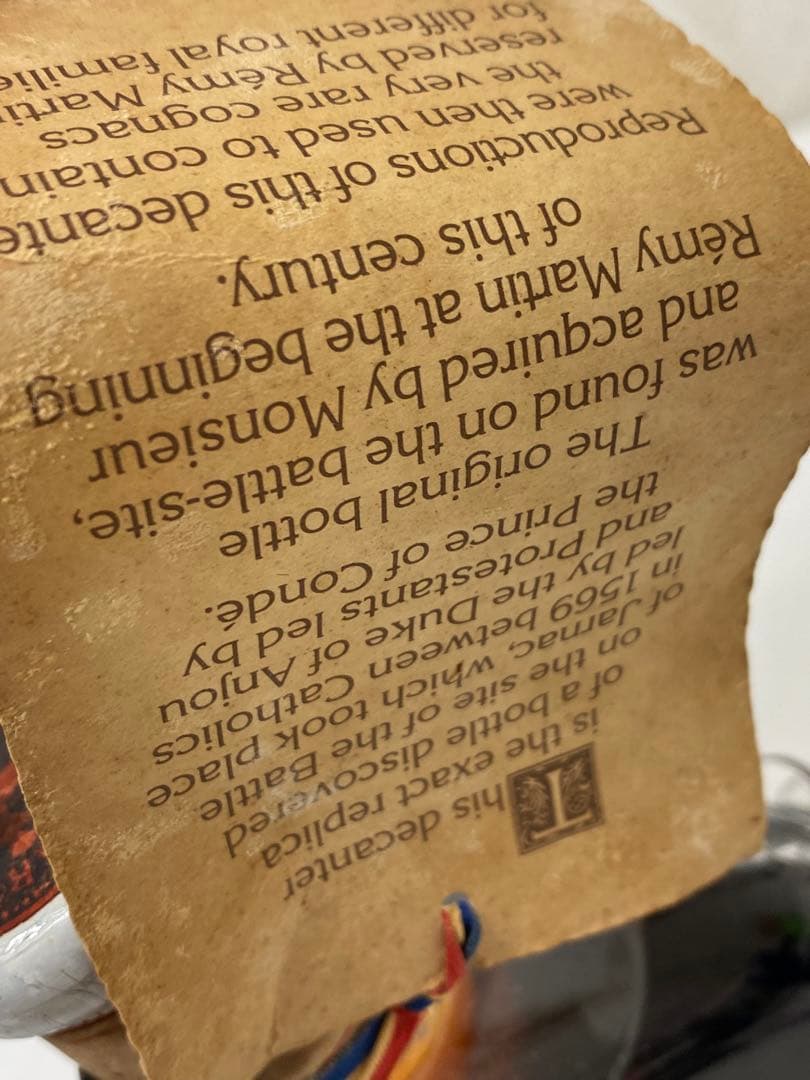 This decanter
is the exact replica
of a bottle discovered
on the site of the Battle
of Jarnac, which took place
in 1569 between Catholics
led by the Duke of Anjou
and Protestants led by
the Prince of Condé.
The original bottle
was found on the battle-site,
and acquired by Monsieur
Rémy Martin at the beginning
of this century.
Reproductions of this decante
were then used to contain
the very rare cognacs
reserved by Rémy Marti
for different royal familie